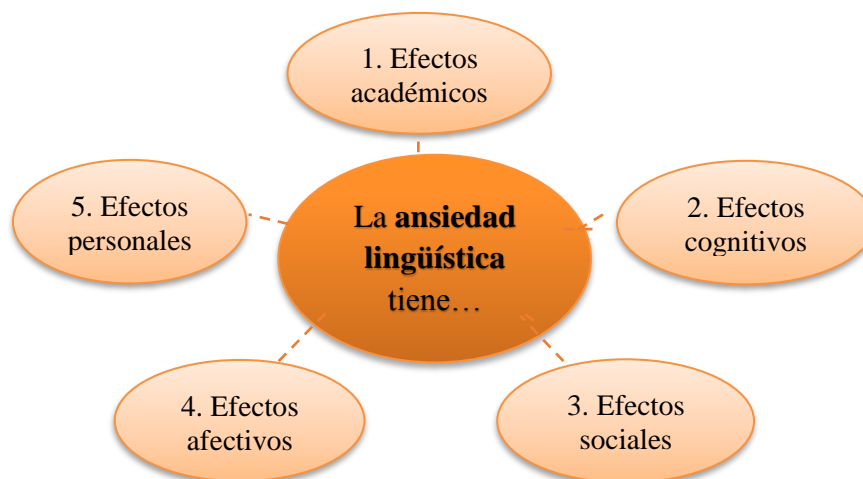 1. Efectos
académicos
5. Efectos
personales
La ansiedad
lingüística
tiene…
2. Efectos
cognitivos
4. Efectos
afectivos
3. Efectos
sociales